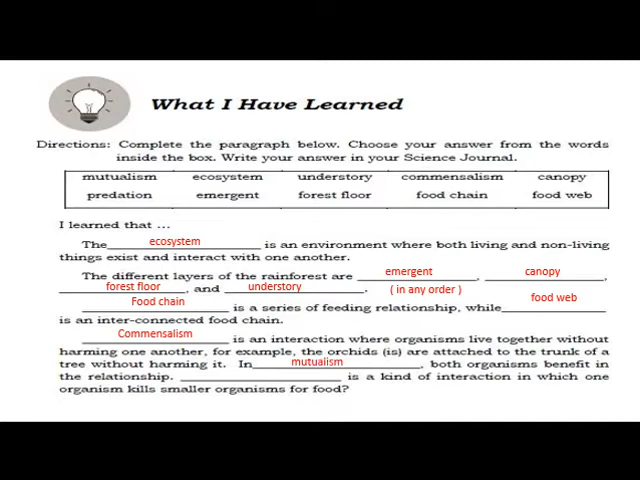 What I Have Learned
Directions: Complete the paragraph below. Choose your answer from the words
inside the box. Write your answer in your Science Journal.
mutualism ecosystem understory commensalism canopy
predation emergent forest floor food chain food web
I learned that ...
The ecosystem is an environment where both living and non-living
things exist and interact with one another.
The different layers of the rainforest are emergent, canopy,
forest floor, and understory. ( in any order )
Food chain is a series of feeding relationship, while food web
is an inter-connected food chain.
Commensalism is an interaction where organisms live together without
harming one another, for example, the orchids (is) are attached to the trunk of a
tree without harming it. In mutualism, both organisms benefit in
the relationship. ____________ is a kind of interaction in which one
organism kills smaller organisms for food?